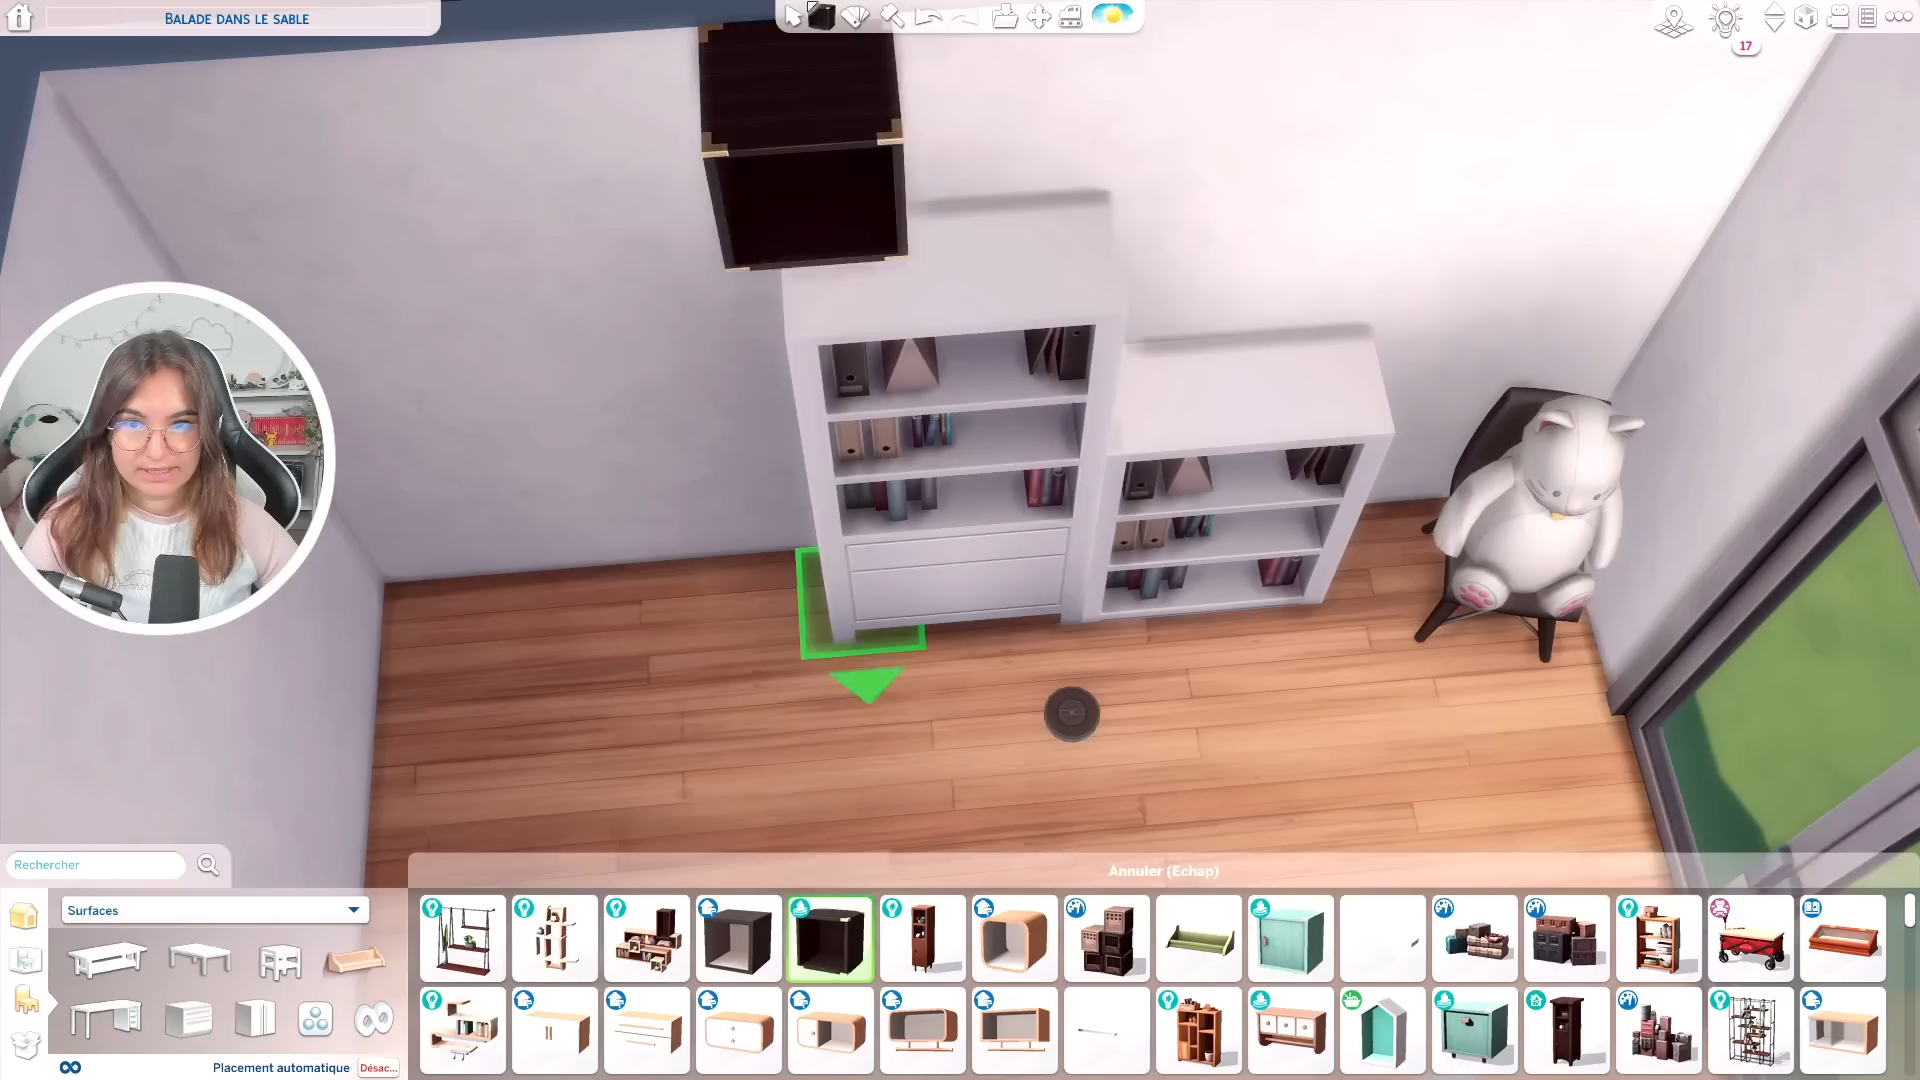 Balade dans le sable
17
Rechercher
Annuler (Echap)
Surfaces
Placement automatique
Désac...